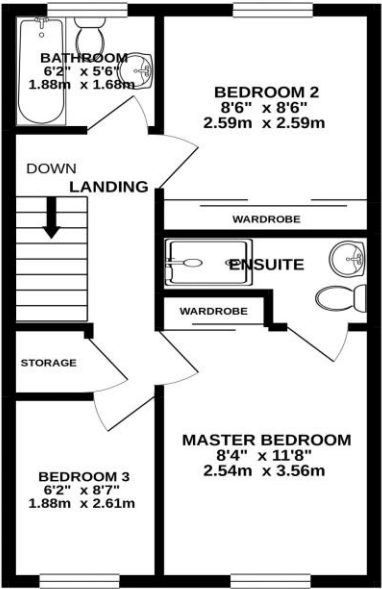 BATHROOM
6'2" x 5'6"
1.88m x 1.68m
BEDROOM 2
8'6" x 8'6"
2.59m x 2.59m
DOWN
LANDING
WARDROBE
ENSUITE
WARDROBE
STORAGE
MASTER BEDROOM
8'4" x 11'8"
2.54m x 3.56m
BEDROOM 3
6'2" x 8'7"
1.88m x 2.61m